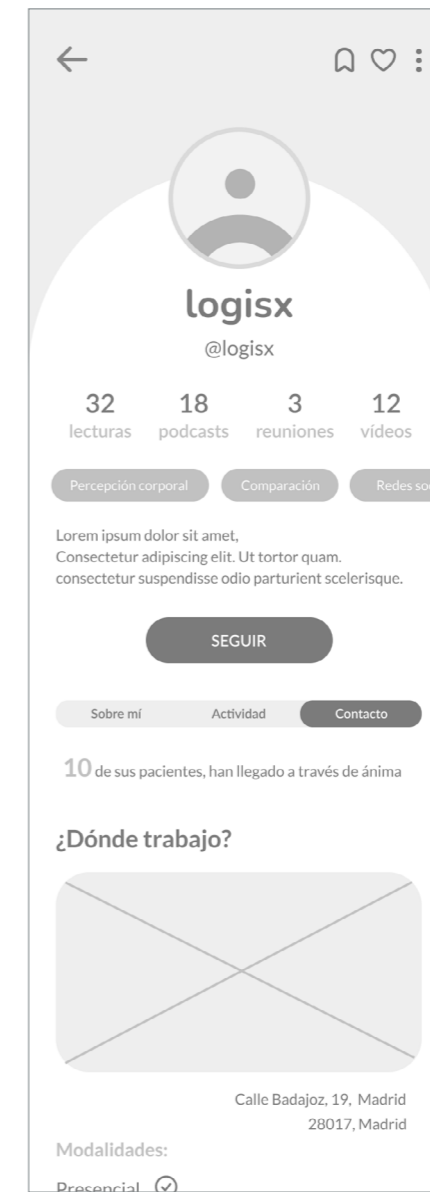 logisx
@logisx
32 18 3 12
lecturas podcasts reuniones vídeos
Percepción corporal Comparación Redes soc
Lorem ipsum dolor sit amet,
Consectetur adipiscing elit. Ut tortor quam.
consectetur suspendisse odio parturient scelerisque.
SEGUIR
Sobre mí Actividad Contacto
10 de sus pacientes, han llegado a través de ánima
¿Dónde trabajo?
Calle Badajoz, 19, Madrid
28017, Madrid
Modalidades:
Presencial